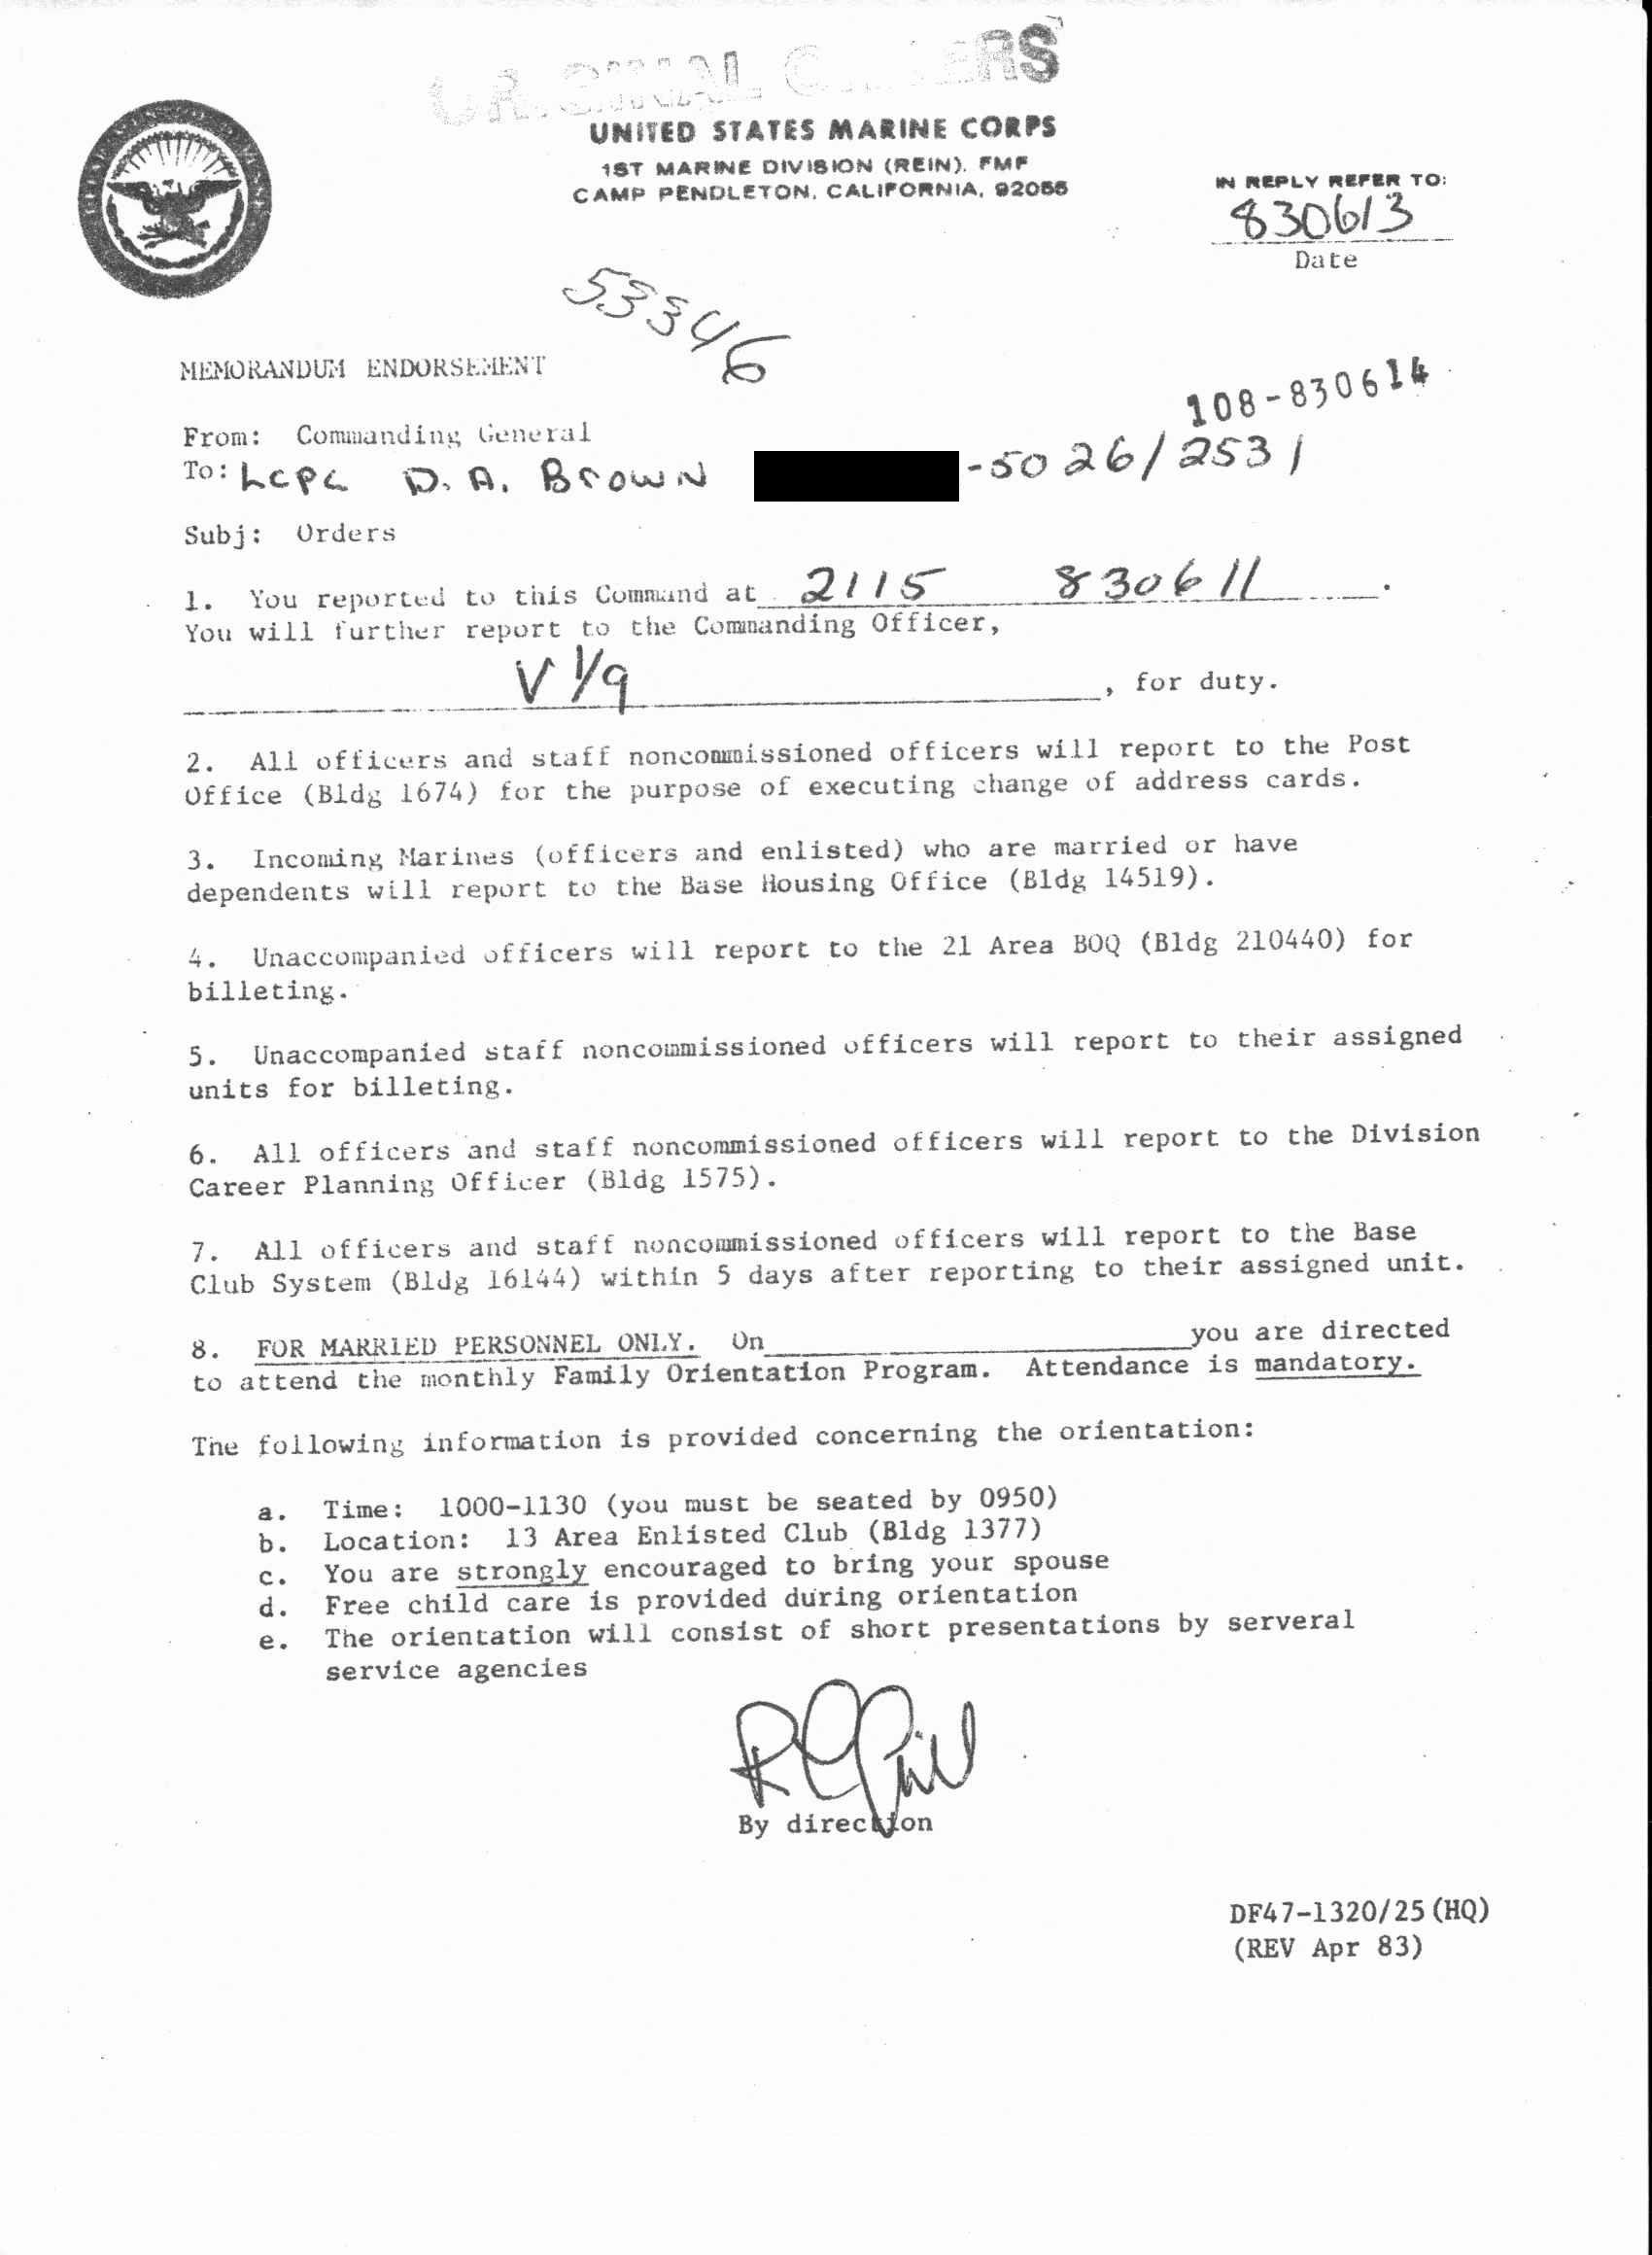 UNITED STATES MARINE CORPS
1ST MARINE DIVISION (REIN), FMF
CAMP PENDLETON, CALIFORNIA, 92055
IN REPLY REFER TO:
830613
Date
53346
MEMORANDUM ENDORSEMENT
108-830614
From: Commanding General
To: LCPL D. A. Brown -5026/2531
Subj: Orders
1. You reported to this Command at 2115 830611.
You will further report to the Commanding Officer,
V 1/9, for duty.
2. All officers and staff noncommissioned officers will report to the Post
Office (Bldg 1674) for the purpose of executing change of address cards.
3. Incoming Marines (officers and enlisted) who are married or have
dependents will report to the Base Housing Office (Bldg 14519).
4. Unaccompanied officers will report to the 21 Area BOQ (Bldg 210440) for
billeting.
5. Unaccompanied staff noncommissioned officers will report to their assigned
units for billeting.
6. All officers and staff noncommissioned officers will report to the Division
Career Planning Officer (Bldg 1575).
7. All officers and staff noncommissioned officers will report to the Base
Club System (Bldg 16144) within 5 days after reporting to their assigned unit.
8. FOR MARRIED PERSONNEL ONLY. On you are directed
to attend the monthly Family Orientation Program. Attendance is mandatory.
The following information is provided concerning the orientation:
a. Time: 1000-1130 (you must be seated by 0950)
b. Location: 13 Area Enlisted Club (Bldg 1377)
c. You are strongly encouraged to bring your spouse
d. Free child care is provided during orientation
e. The orientation will consist of short presentations by serveral
service agencies
By direction
DF47-1320/25(HQ)
(REV Apr 83)